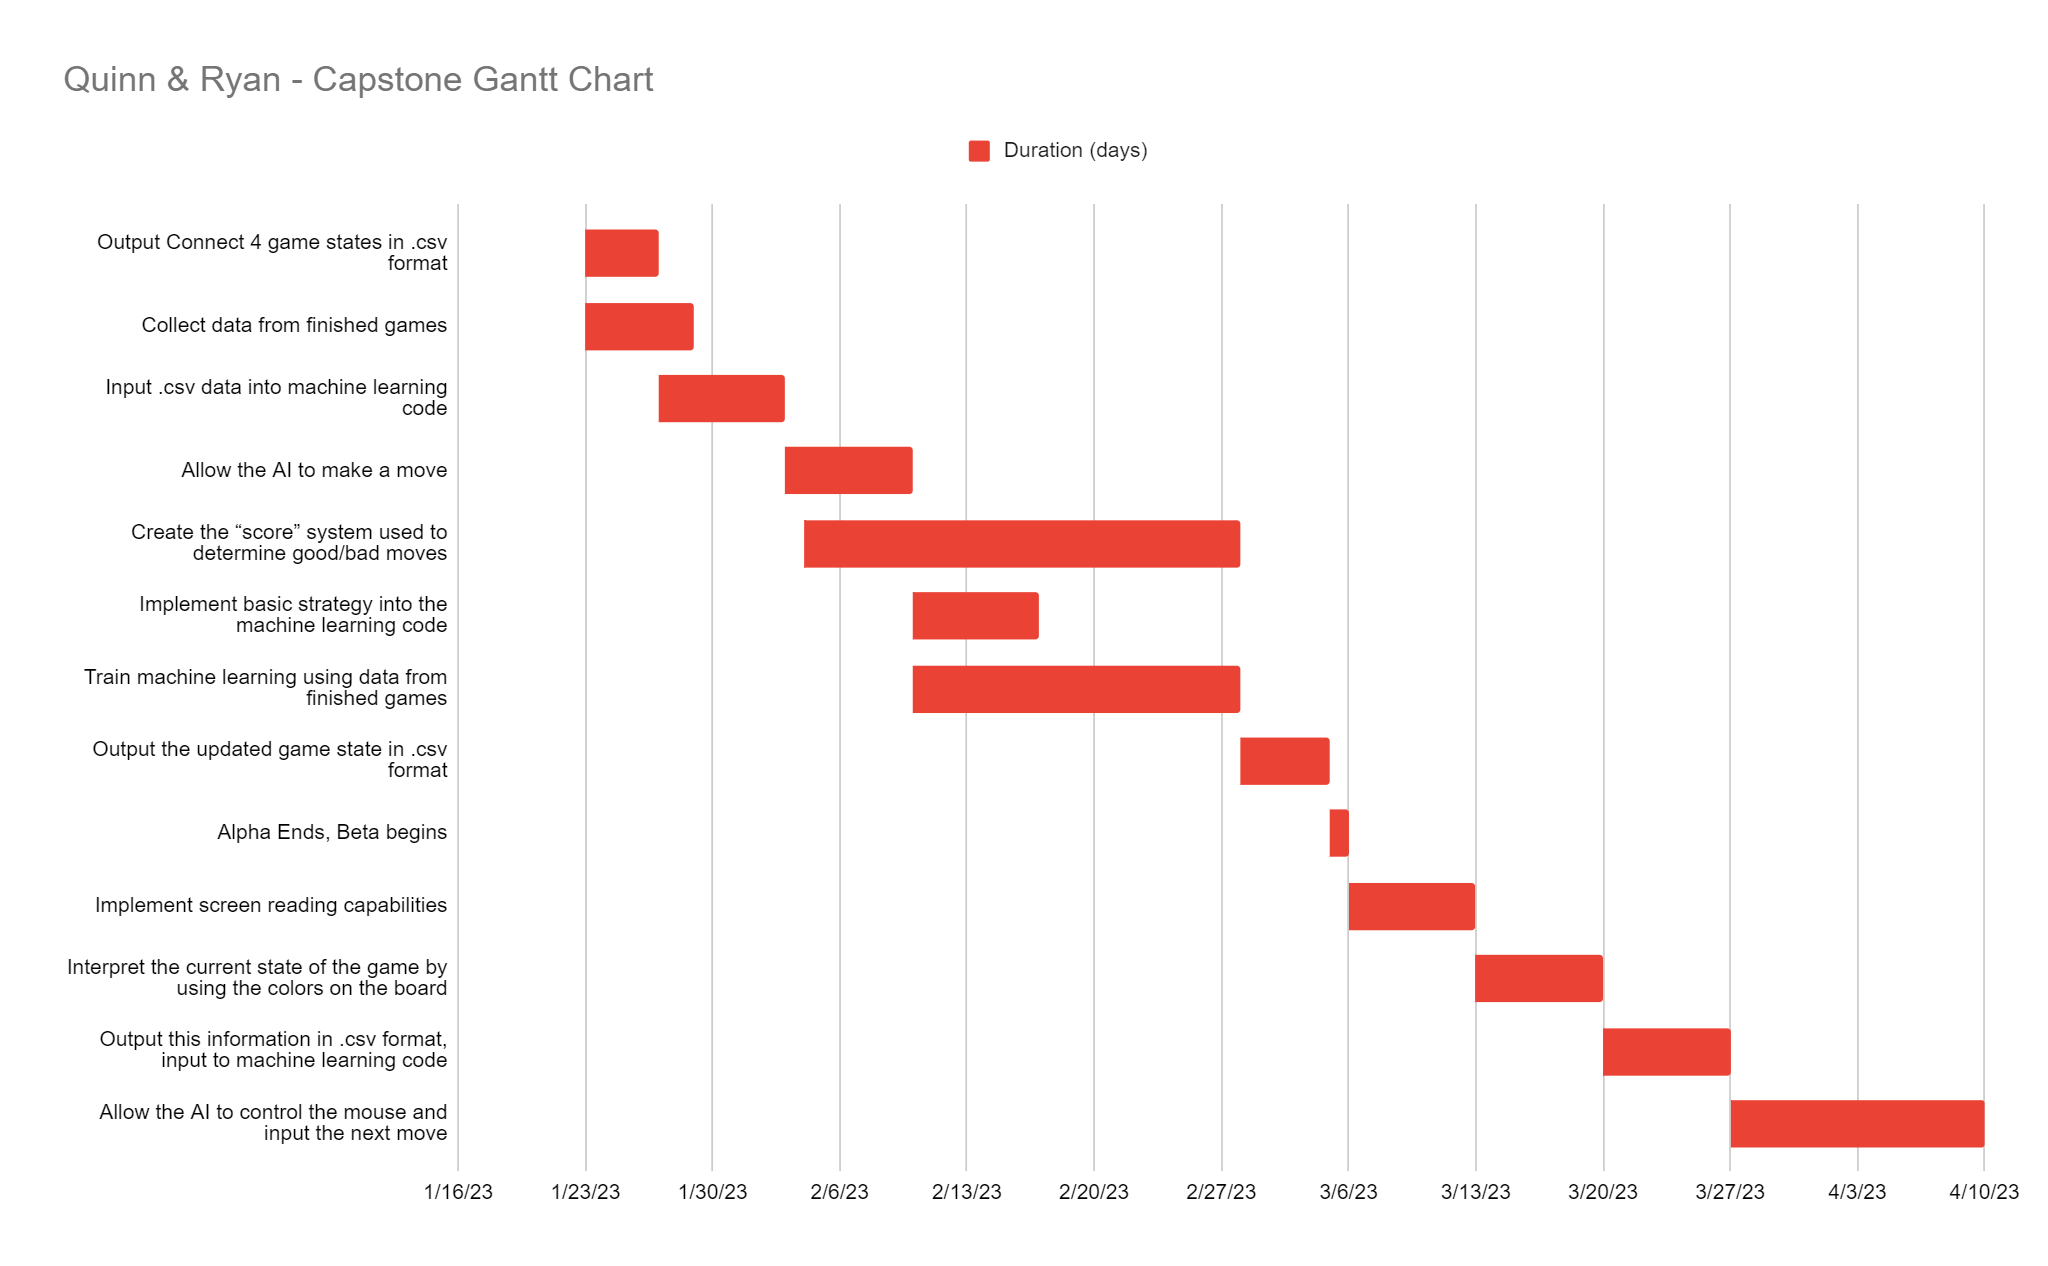 Quinn & Ryan - Capstone Gantt Chart
Duration (days)
Output Connect 4 game states in .csv
format
Collect data from finished games
Input .csv data into machine learning
code
Allow the AI to make a move
Create the “score” system used to
determine good/bad moves
Implement basic strategy into the
machine learning code
Train machine learning using data from
finished games
Output the updated game state in .csv
format
Alpha Ends, Beta begins
Implement screen reading capabilities
Interpret the current state of the game by
using the colors on the board
Output this information in .csv format,
input to machine learning code
Allow the AI to control the mouse and
input the next move
1/16/23 1/23/23 1/30/23 2/6/23 2/13/23 2/20/23 2/27/23 3/6/23 3/13/23 3/20/23 3/27/23 4/3/23 4/10/23